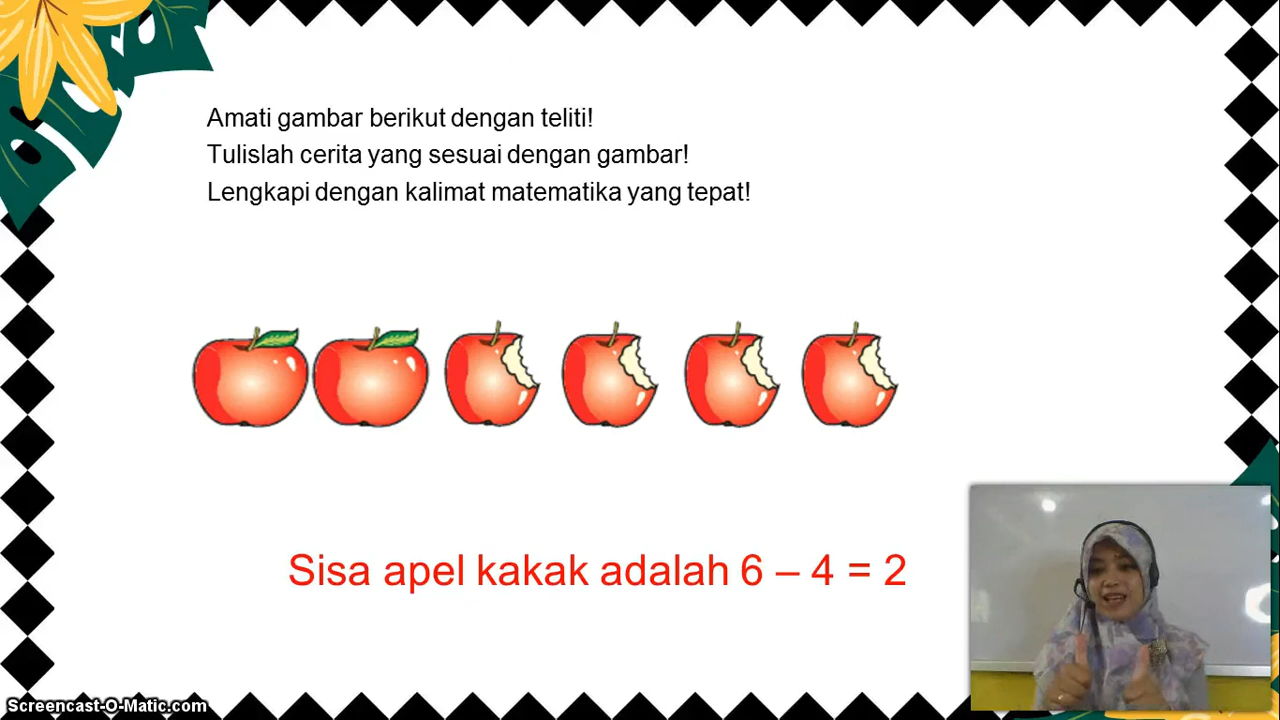 Amati gambar berikut dengan teliti!
Tulislah cerita yang sesuai dengan gambar!
Lengkapi dengan kalimat matematika yang tepat!
Sisa apel kakak adalah 6 – 4 = 2
Screencast-O-Matic.com